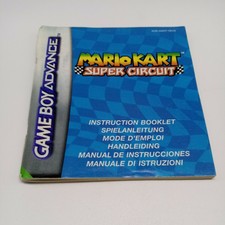 GAME BOY ADVANCE
MARIO KART
SUPER CIRCUIT
INSTRUCTION BOOKLET
SPIELANLEITUNG
MODE D'EMPLOI
HANDLEIDING
MANUAL DE INSTRUCCIONES
MANUALE DI ISTRUZIONI